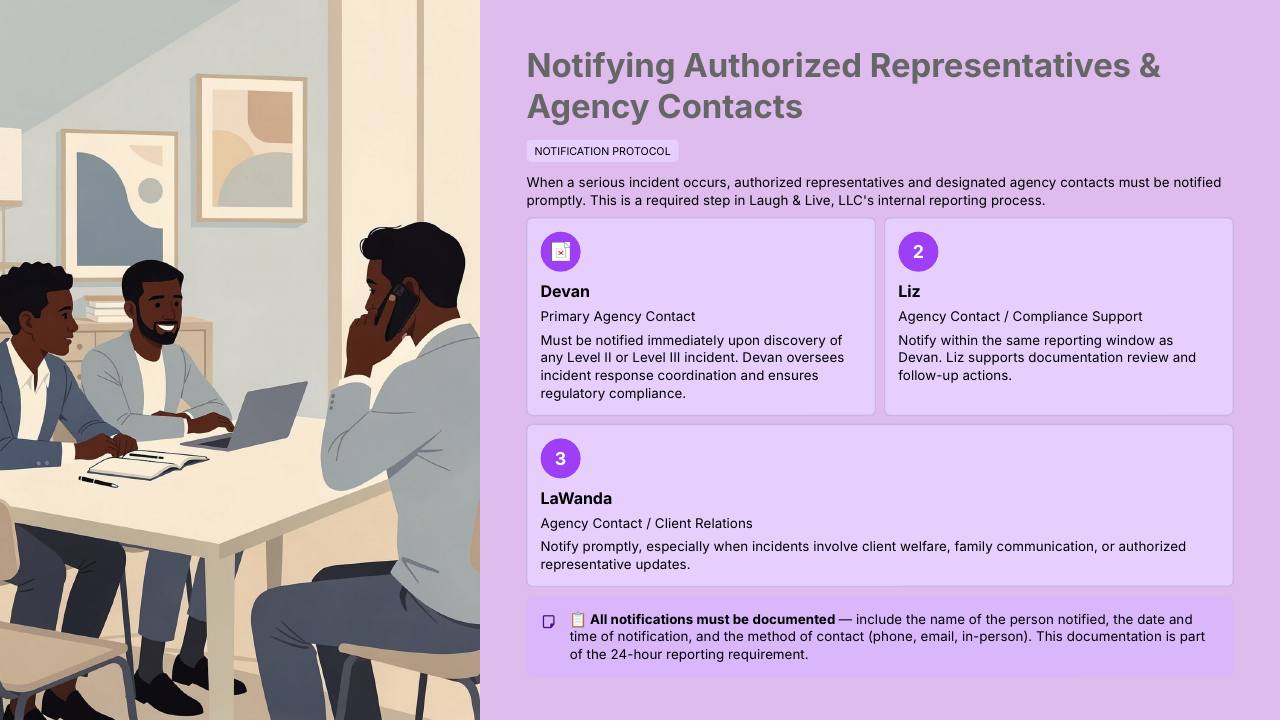 Notifying Authorized Representatives &
Agency Contacts
NOTIFICATION PROTOCOL
When a serious incident occurs, authorized representatives and designated agency contacts must be notified
promptly. This is a required step in Laugh & Live, LLC's internal reporting process.
Devan
Primary Agency Contact
Must be notified immediately upon discovery of
any Level II or Level III incident. Devan oversees
incident response coordination and ensures
regulatory compliance.
2
Liz
Agency Contact / Compliance Support
Notify within the same reporting window as
Devan. Liz supports documentation review and
follow-up actions.
3
LaWanda
Agency Contact / Client Relations
Notify promptly, especially when incidents involve client welfare, family communication, or authorized
representative updates.
📋 All notifications must be documented — include the name of the person notified, the date and
time of notification, and the method of contact (phone, email, in-person). This documentation is part
of the 24-hour reporting requirement.